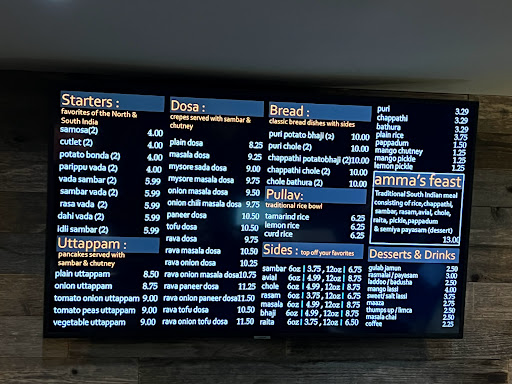 Starters :
favorites of the North &
South India
samosa(2) 4.00
cutlet (2) 4.00
potato bonda (2) 4.00
parippu vada (2) 4.00
vada sambar (2) 5.99
sambar vada (2) 5.99
rasa vada (2) 5.99
dahi vada (2) 5.99
idli sambar (2) 5.99
Uttappam :
pancakes served with
sambar & chutney
plain uttappam 8.50
onion uttappam 8.75
tomato onion uttappam 9.00
tomato peas uttappam 9.00
vegetable uttappam 9.00
Dosa :
crepes served with sambar &
chutney
plain dosa 8.25
masala dosa 9.25
mysore sada dosa 9.00
mysore masala dosa 9.75
onion masala dosa 9.50
onion chili masala dosa 9.75
paneer dosa 10.50
tofu dosa 10.50
rava dosa 9.75
rava masala dosa 10.50
rava onion dosa 10.25
rava onion masala dosa 10.75
rava paneer dosa 11.25
rava onion paneer dosa 11.50
rava tofu dosa 10.50
rava onion tofu dosa 11.50
Bread :
classic bread dishes with sides
puri potato bhaji (2) 10.00
puri chole (2) 10.00
chappathi potatobhaji (2) 10.00
chappathi chole (2) 10.00
chole bathura (2) 10.00
Pullav:
traditional rice bowl
tamarind rice 6.25
lemon rice 6.25
curd rice 6.25
Sides : top off your favorites
sambar 6oz | 3.75 , 12oz | 6.75
avial 6oz | 4.99 , 12oz | 8.75
chole 6oz | 4.99 , 12oz | 8.75
rasam 6oz | 3.75 , 12oz | 6.75
masala 6oz | 4.99 , 12oz | 8.75
bhaji 6oz | 4.99 , 12oz | 8.75
raita 6oz | 3.75 , 12oz | 6.50
puri 3.29
chappathi 3.29
bathura 3.29
plain rice 3.75
pappadum 1.50
mango chutney 1.25
mango pickle 1.25
lemon pickle 1.25
amma's feast
Traditional South Indian meal
consisting of rice,chappathi,
sambar, rasam,avial, chole,
raita, pickle,pappadum
& semiya payasam (dessert)
13.00
Desserts & Drinks
gulab jamun 2.50
rasmalai / payasam 3.00
laddoo / badusha 2.50
mango lassi 4.00
sweet/ salt lassi 3.75
maaza 2.75
thumps up / limca 2.50
masala chai 2.50
coffee 2.25